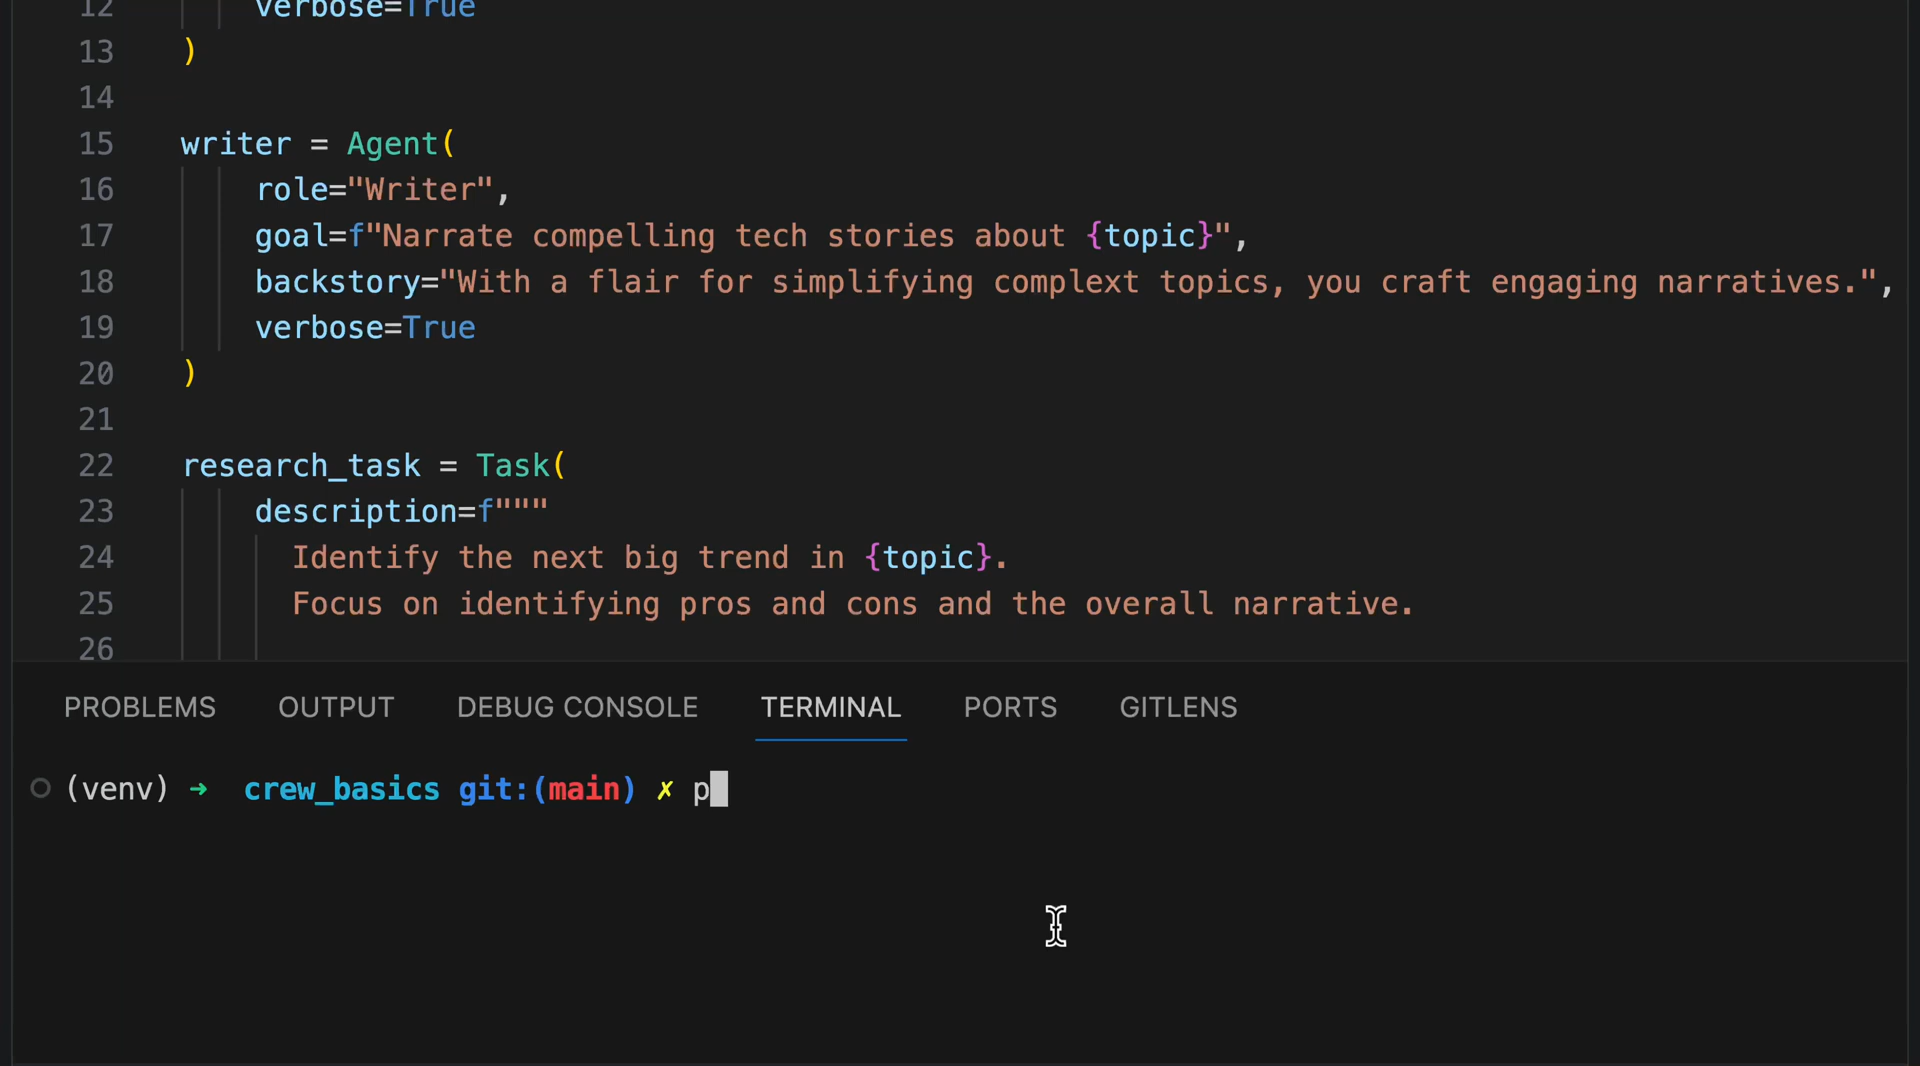 12 verbose=True
13 )
14
15 writer = Agent(
16 role="Writer",
17 goal=f"Narrate compelling tech stories about {topic}",
18 backstory="With a flair for simplifying complext topics, you craft engaging narratives.",
19 verbose=True
20 )
21
22 research_task = Task(
23 description=f"""
24 Identify the next big trend in {topic}.
25 Focus on identifying pros and cons and the overall narrative.
26
PROBLEMS OUTPUT DEBUG CONSOLE TERMINAL PORTS GITLENS
(venv) ➜ crew_basics git:(main) ✗ p